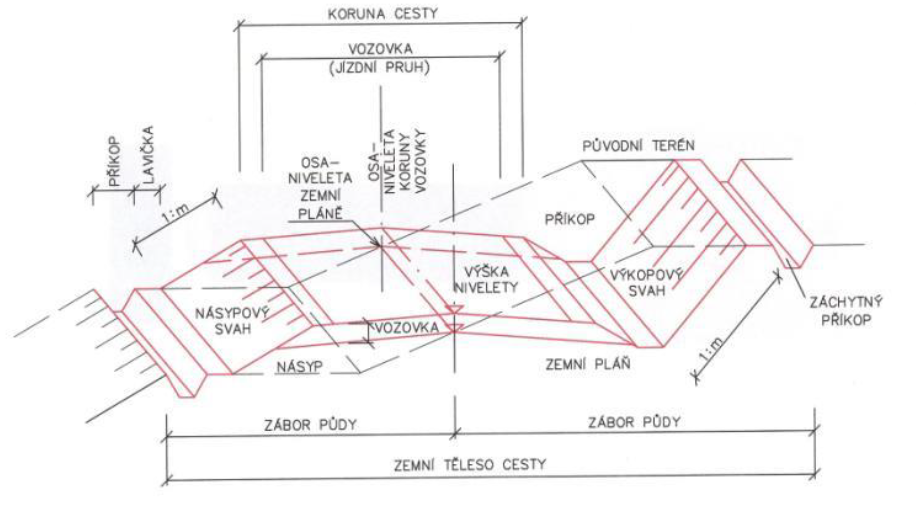 KORUNA CESTY
VOZOVKA
(JÍZDNÍ PRUH)
PŘÍKOP
LAVIČKA
1:m
OSA–
NIVELETA
ZEMNÍ
PLÁNĚ
OSA–
NIVELETA
KORUNY
VOZOVKY
PŮVODNÍ TERÉN
PŘÍKOP
VÝŠKA
NIVELETY
VÝKOPOVÝ
SVAH
ZÁCHYTNÝ
PŘÍKOP
NÁSYPOVÝ
SVAH
VOZOVKA
NÁSYP
ZEMNÍ PLÁŇ
1:m
ZÁBOR PŮDY
ZÁBOR PŮDY
ZEMNÍ TĚLESO CESTY